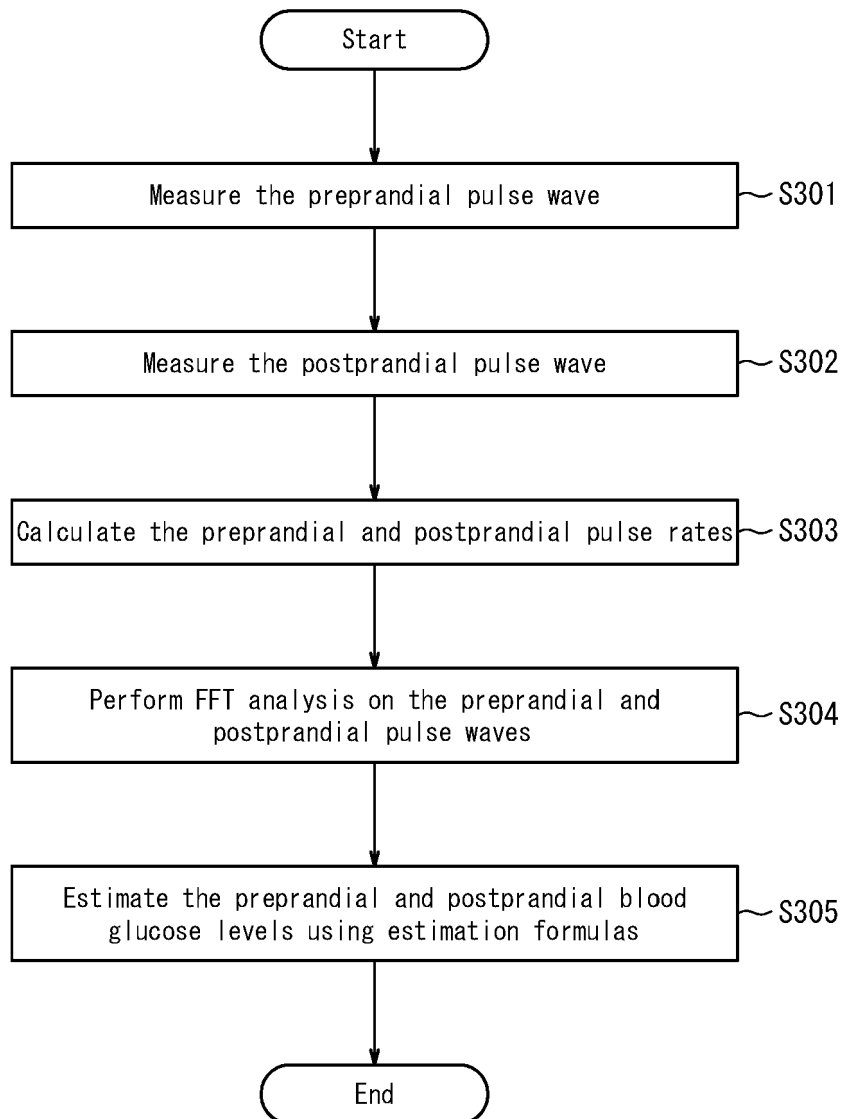 Start
Measure the preprandial pulse wave
S301
Measure the postprandial pulse wave
S302
Calculate the preprandial and postprandial pulse rates
S303
Perform FFT analysis on the preprandial and
postprandial pulse waves
S304
Estimate the preprandial and postprandial blood
glucose levels using estimation formulas
S305
End